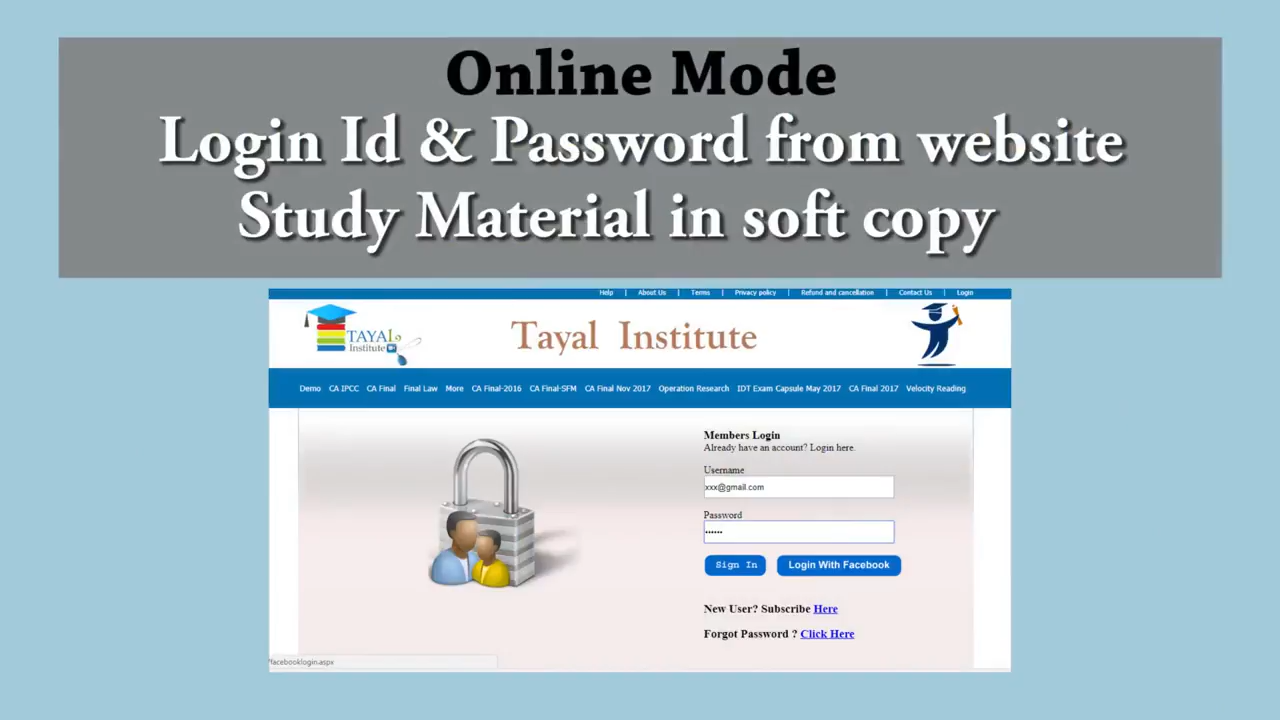 Online Mode
Login Id & Password from website
Study Material in soft copy
Help | About Us | Terms | Privacy policy | Refund and cancellation | Contact Us | Login
TAYAL
Institute
Tayal Institute
Demo CA IPCC CA Final Final Law More CA Final-2016 CA Final-SFM CA Final Nov 2017 Operation Research IDT Exam Capsule May 2017 CA Final 2017 Velocity Reading
Members Login
Already have an account? Login here.
Username
xxx@gmail.com
Password
••••••
Sign In Login With Facebook
New User? Subscribe Here
Forgot Password ? Click Here
/facebooklogin.aspx